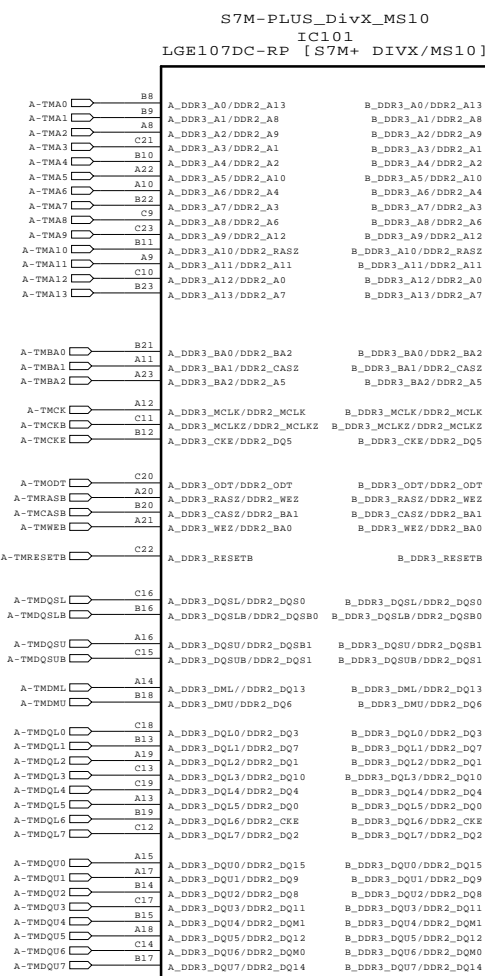 S7M-PLUS_DivX_MS10
IC101
LGE107DC-RP [S7M+ DIVX/MS10]
A-TMA0 B8 A_DDR3_A0/DDR2_A13 B_DDR3_A0/DDR2_A13
A-TMA1 B9 A_DDR3_A1/DDR2_A8 B_DDR3_A1/DDR2_A8
A-TMA2 A8 A_DDR3_A2/DDR2_A9 B_DDR3_A2/DDR2_A9
A-TMA3 C21 A_DDR3_A3/DDR2_A1 B_DDR3_A3/DDR2_A1
A-TMA4 B10 A_DDR3_A4/DDR2_A2 B_DDR3_A4/DDR2_A2
A-TMA5 A22 A_DDR3_A5/DDR2_A10 B_DDR3_A5/DDR2_A10
A-TMA6 A10 A_DDR3_A6/DDR2_A4 B_DDR3_A6/DDR2_A4
A-TMA7 B22 A_DDR3_A7/DDR2_A3 B_DDR3_A7/DDR2_A3
A-TMA8 C9 A_DDR3_A8/DDR2_A6 B_DDR3_A8/DDR2_A6
A-TMA9 C23 A_DDR3_A9/DDR2_A12 B_DDR3_A9/DDR2_A12
A-TMA10 B11 A_DDR3_A10/DDR2_RASZ B_DDR3_A10/DDR2_RASZ
A-TMA11 A9 A_DDR3_A11/DDR2_A11 B_DDR3_A11/DDR2_A11
A-TMA12 C10 A_DDR3_A12/DDR2_A0 B_DDR3_A12/DDR2_A0
A-TMA13 B23 A_DDR3_A13/DDR2_A7 B_DDR3_A13/DDR2_A7
A-TMBA0 B21 A_DDR3_BA0/DDR2_BA2 B_DDR3_BA0/DDR2_BA2
A-TMBA1 A11 A_DDR3_BA1/DDR2_CASZ B_DDR3_BA1/DDR2_CASZ
A-TMBA2 A23 A_DDR3_BA2/DDR2_A5 B_DDR3_BA2/DDR2_A5
A-TMCK A12 A_DDR3_MCLK/DDR2_MCLK B_DDR3_MCLK/DDR2_MCLK
A-TMCKB C11 A_DDR3_MCLKZ/DDR2_MCLKZ B_DDR3_MCLKZ/DDR2_MCLKZ
A-TMCKE B12 A_DDR3_CKE/DDR2_DQ5 B_DDR3_CKE/DDR2_DQ5
A-TMODT C20 A_DDR3_ODT/DDR2_ODT B_DDR3_ODT/DDR2_ODT
A-TMRASB A20 A_DDR3_RASZ/DDR2_WEZ B_DDR3_RASZ/DDR2_WEZ
A-TMCASB B20 A_DDR3_CASZ/DDR2_BA1 B_DDR3_CASZ/DDR2_BA1
A-TMWEB A21 A_DDR3_WEZ/DDR2_BA0 B_DDR3_WEZ/DDR2_BA0
A-TMRESETB C22 A_DDR3_RESETB B_DDR3_RESETB
A-TMDQSL C16 A_DDR3_DQSL/DDR2_DQS0 B_DDR3_DQSL/DDR2_DQS0
A-TMDQSLB B16 A_DDR3_DQSLB/DDR2_DQSB0 B_DDR3_DQSLB/DDR2_DQSB0
A-TMDQSU A16 A_DDR3_DQSU/DDR2_DQSB1 B_DDR3_DQSU/DDR2_DQSB1
A-TMDQSUB C15 A_DDR3_DQSUB/DDR2_DQS1 B_DDR3_DQSUB/DDR2_DQS1
A-TMDML A14 A_DDR3_DML//DDR2_DQ13 B_DDR3_DML/DDR2_DQ13
A-TMDMU B18 A_DDR3_DMU/DDR2_DQ6 B_DDR3_DMU/DDR2_DQ6
A-TMDQL0 C18 A_DDR3_DQL0/DDR2_DQ3 B_DDR3_DQL0/DDR2_DQ3
A-TMDQL1 B13 A_DDR3_DQL1/DDR2_DQ7 B_DDR3_DQL1/DDR2_DQ7
A-TMDQL2 A19 A_DDR3_DQL2/DDR2_DQ1 B_DDR3_DQL2/DDR2_DQ1
A-TMDQL3 C13 A_DDR3_DQL3/DDR2_DQ10 B_DDR3_DQL3/DDR2_DQ10
A-TMDQL4 C19 A_DDR3_DQL4/DDR2_DQ4 B_DDR3_DQL4/DDR2_DQ4
A-TMDQL5 A13 A_DDR3_DQL5/DDR2_DQ0 B_DDR3_DQL5/DDR2_DQ0
A-TMDQL6 B19 A_DDR3_DQL6/DDR2_CKE B_DDR3_DQL6/DDR2_CKE
A-TMDQL7 C12 A_DDR3_DQL7/DDR2_DQ2 B_DDR3_DQL7/DDR2_DQ2
A-TMDQU0 A15 A_DDR3_DQU0/DDR2_DQ15 B_DDR3_DQU0/DDR2_DQ15
A-TMDQU1 A17 A_DDR3_DQU1/DDR2_DQ9 B_DDR3_DQU1/DDR2_DQ9
A-TMDQU2 B14 A_DDR3_DQU2/DDR2_DQ8 B_DDR3_DQU2/DDR2_DQ8
A-TMDQU3 C17 A_DDR3_DQU3/DDR2_DQ11 B_DDR3_DQU3/DDR2_DQ11
A-TMDQU4 B15 A_DDR3_DQU4/DDR2_DQM1 B_DDR3_DQU4/DDR2_DQM1
A-TMDQU5 A18 A_DDR3_DQU5/DDR2_DQ12 B_DDR3_DQU5/DDR2_DQ12
A-TMDQU6 C14 A_DDR3_DQU6/DDR2_DQM0 B_DDR3_DQU6/DDR2_DQM0
A-TMDQU7 B17 A_DDR3_DQU7/DDR2_DQ14 B_DDR3_DQU7/DDR2_DQ14